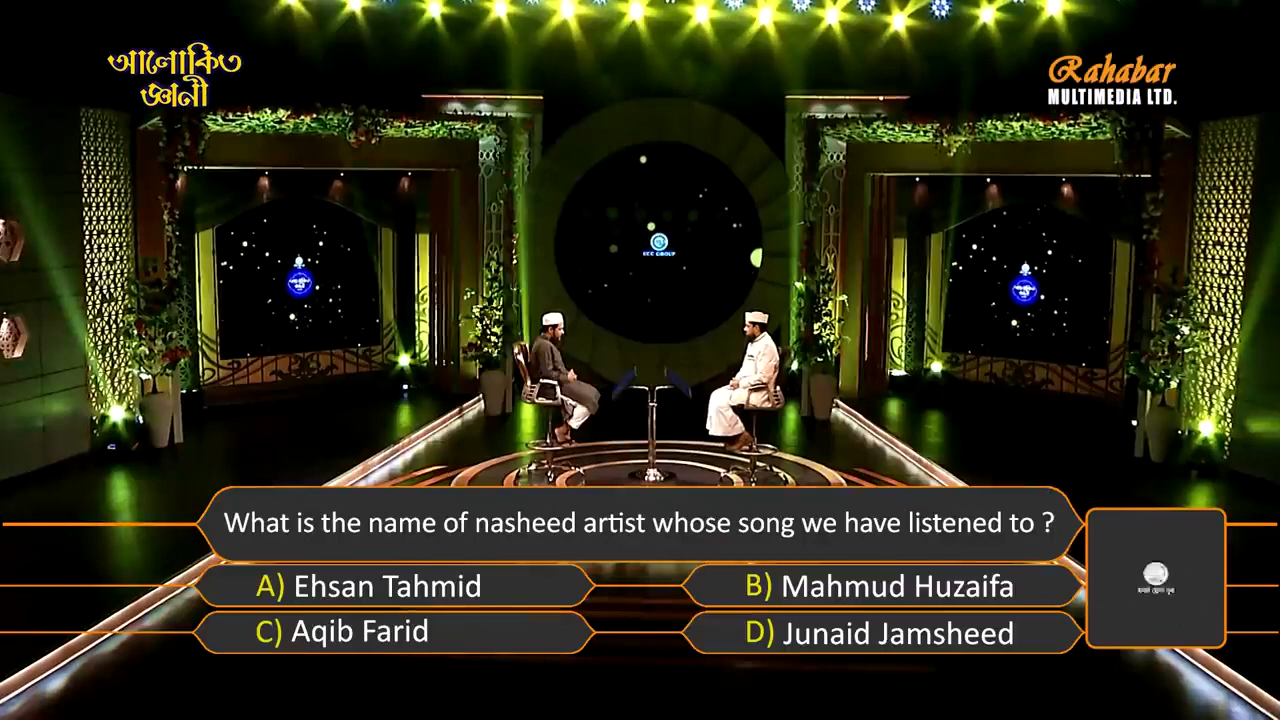 আলোকিত
জ্ঞানী
Rahabar
MULTIMEDIA LTD.
What is the name of nasheed artist whose song we have listened to ?
A) Ehsan Tahmid
B) Mahmud Huzaifa
C) Aqib Farid
D) Junaid Jamsheed